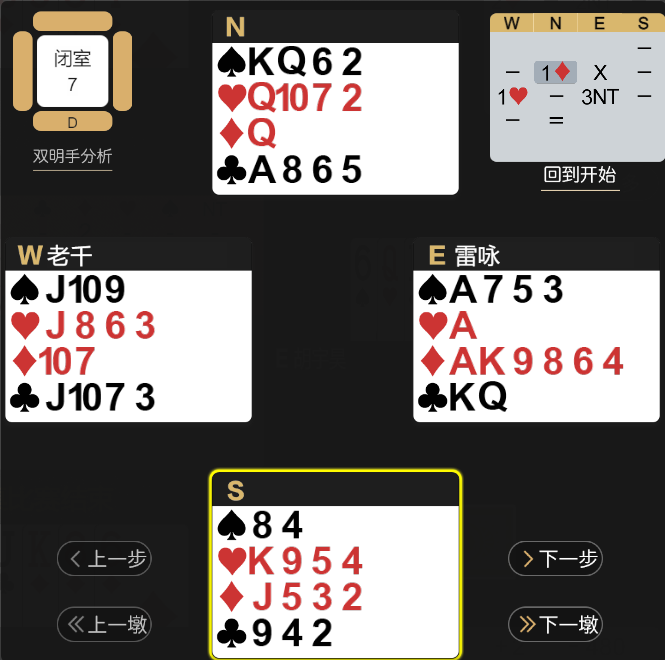 闭室
7
D
双明手分析
N
♠KQ62
♥Q1072
♦Q
♣A865
W N E S
–
– 1♦ X
1♥ – 3NT –
– =
回到开始
W 老千
♠J109
♥J863
♦107
♣J1073
E 雷咏
♠A753
♥A
♦AK9864
♣KQ
S
♠84
♥K954
♦J532
♣942
上一步
下一步
上一墩
下一墩